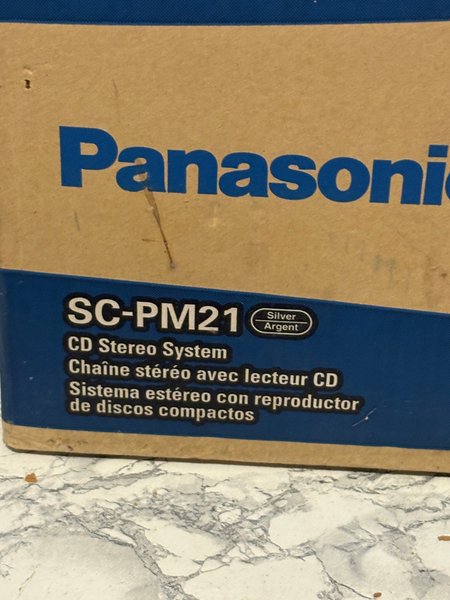 Panasonic
SC-PM21 Silver
Argent
CD Stereo System
Chaîne stéréo avec lecteur CD
Sistema estéreo con reproductor
de discos compactos